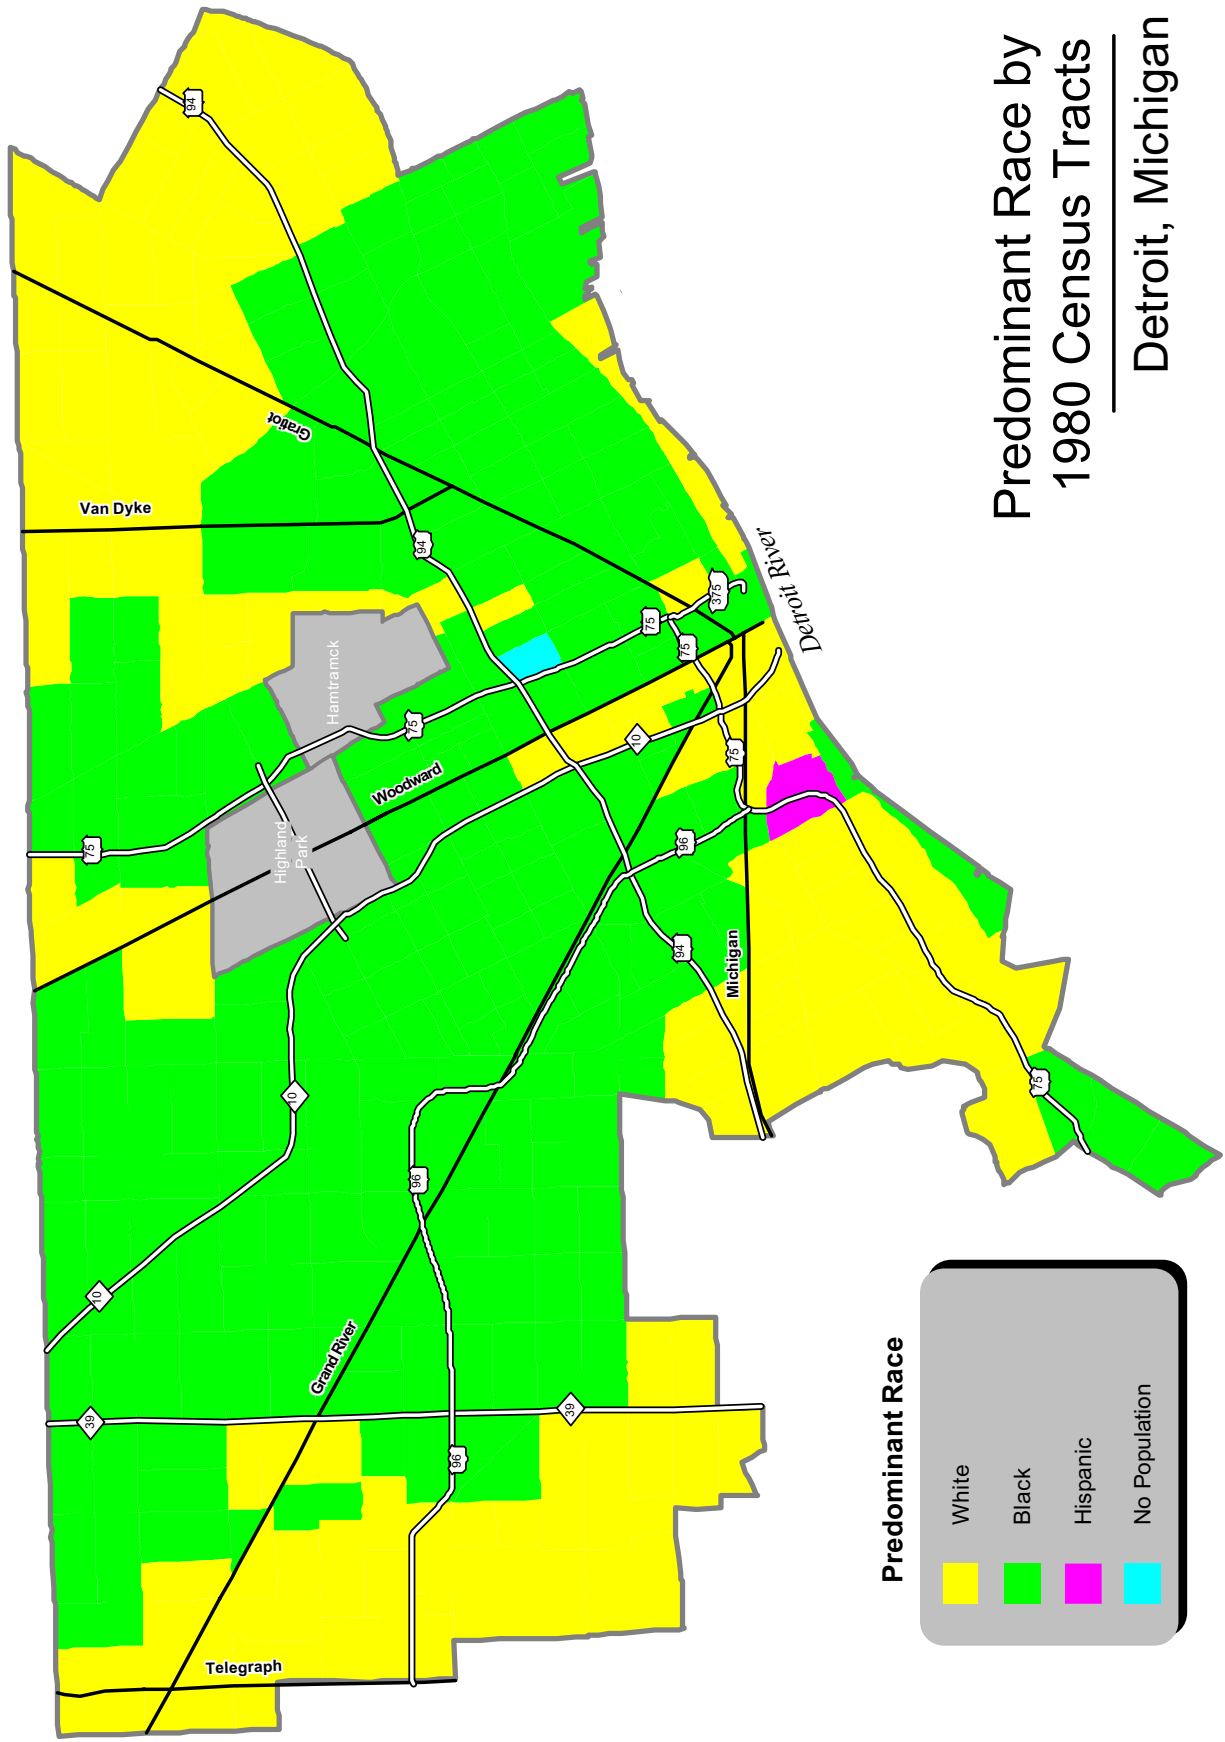 Predominant Race by
1980 Census Tracts
Detroit, Michigan
Predominant Race
White
Black
Hispanic
No Population
Telegraph
Grand River
Woodward
Van Dyke
Gratiot
Michigan
Highland
Park
Hamtramck
Detroit River
39
39
10
10
10
96
96
96
75
75
75
75
75
75
94
94
94
375